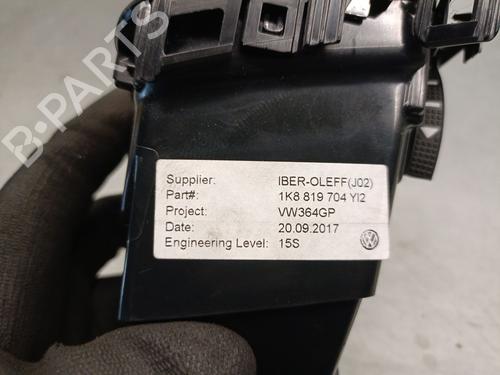 B-PARTS
Supplier: IBER-OLEFF(J02)
Part#: 1K8 819 704 YI2
Project: VW364GP
Date: 20.09.2017
Engineering Level: 15S